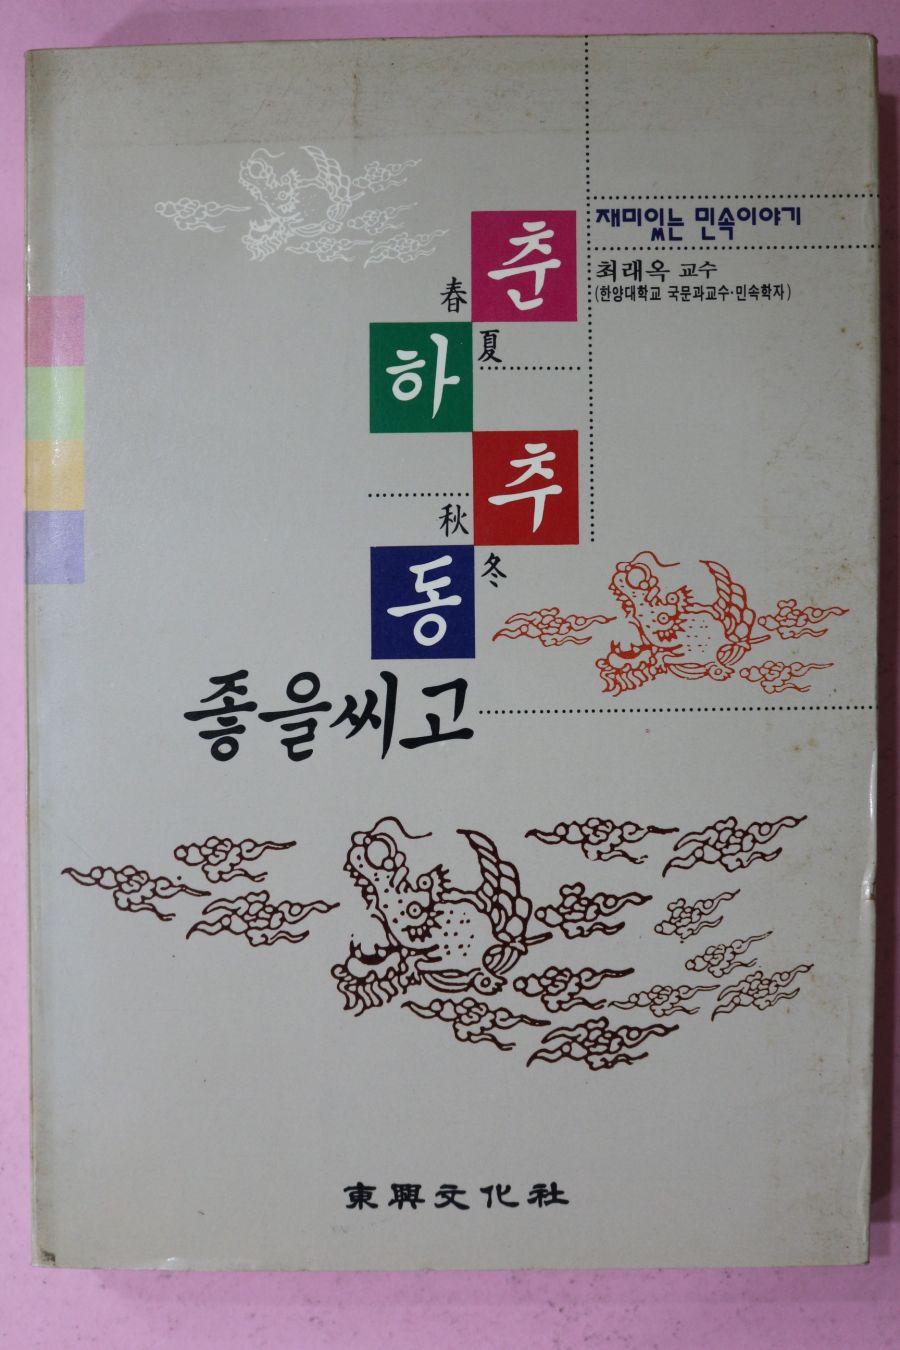 재미있는 민속이야기
최래옥 교수
(한양대학교 국문과교수·민속학자)
춘
春
하
夏
추
秋
동
冬
좋을씨고
東興文化社